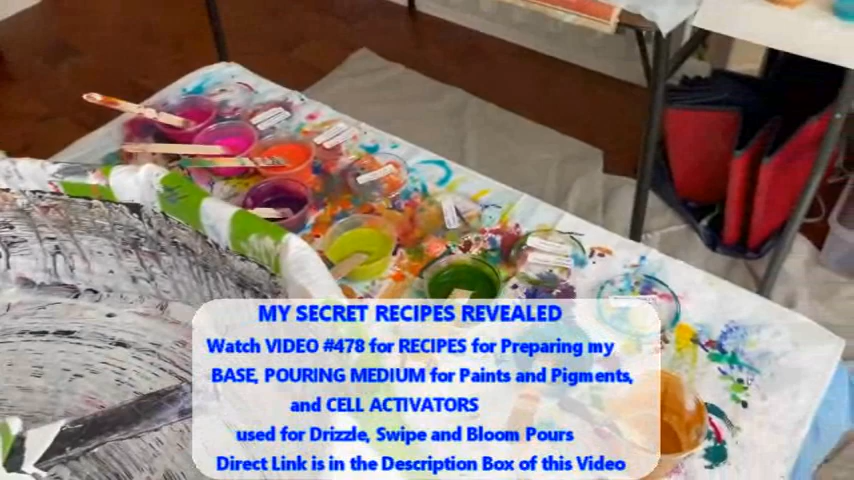 MY SECRET RECIPES REVEALED
Watch VIDEO #478 for RECIPES for Preparing my
BASE, POURING MEDIUM for Paints and Pigments,
and CELL ACTIVATORS
used for Drizzle, Swipe and Bloom Pours
Direct Link is in the Description Box of this Video